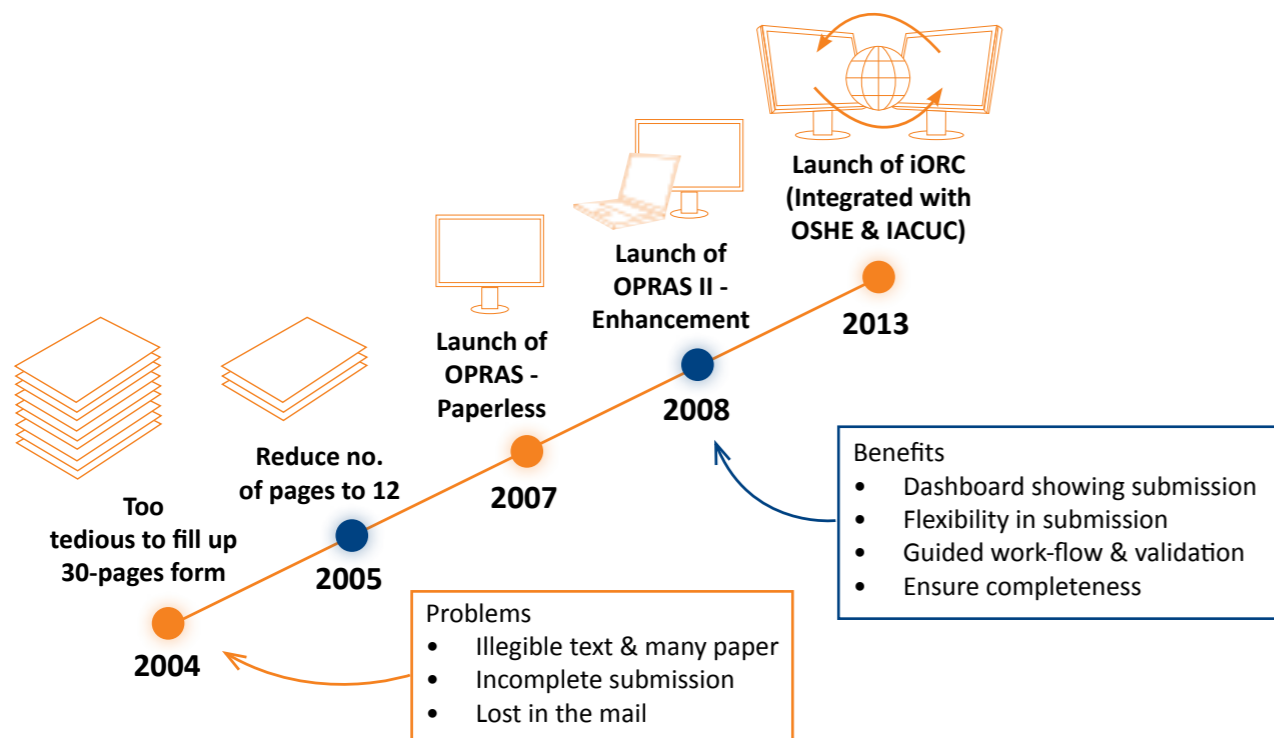 Too
tedious to fill up
30-pages form
2004
Problems
• Illegible text & many paper
• Incomplete submission
• Lost in the mail
Reduce no.
of pages to 12
2005
Launch of
OPRAS -
Paperless
2007
Launch of
OPRAS II -
Enhancement
2008
Benefits
• Dashboard showing submission
• Flexibility in submission
• Guided work-flow & validation
• Ensure completeness
Launch of iORC
(Integrated with
OSHE & IACUC)
2013